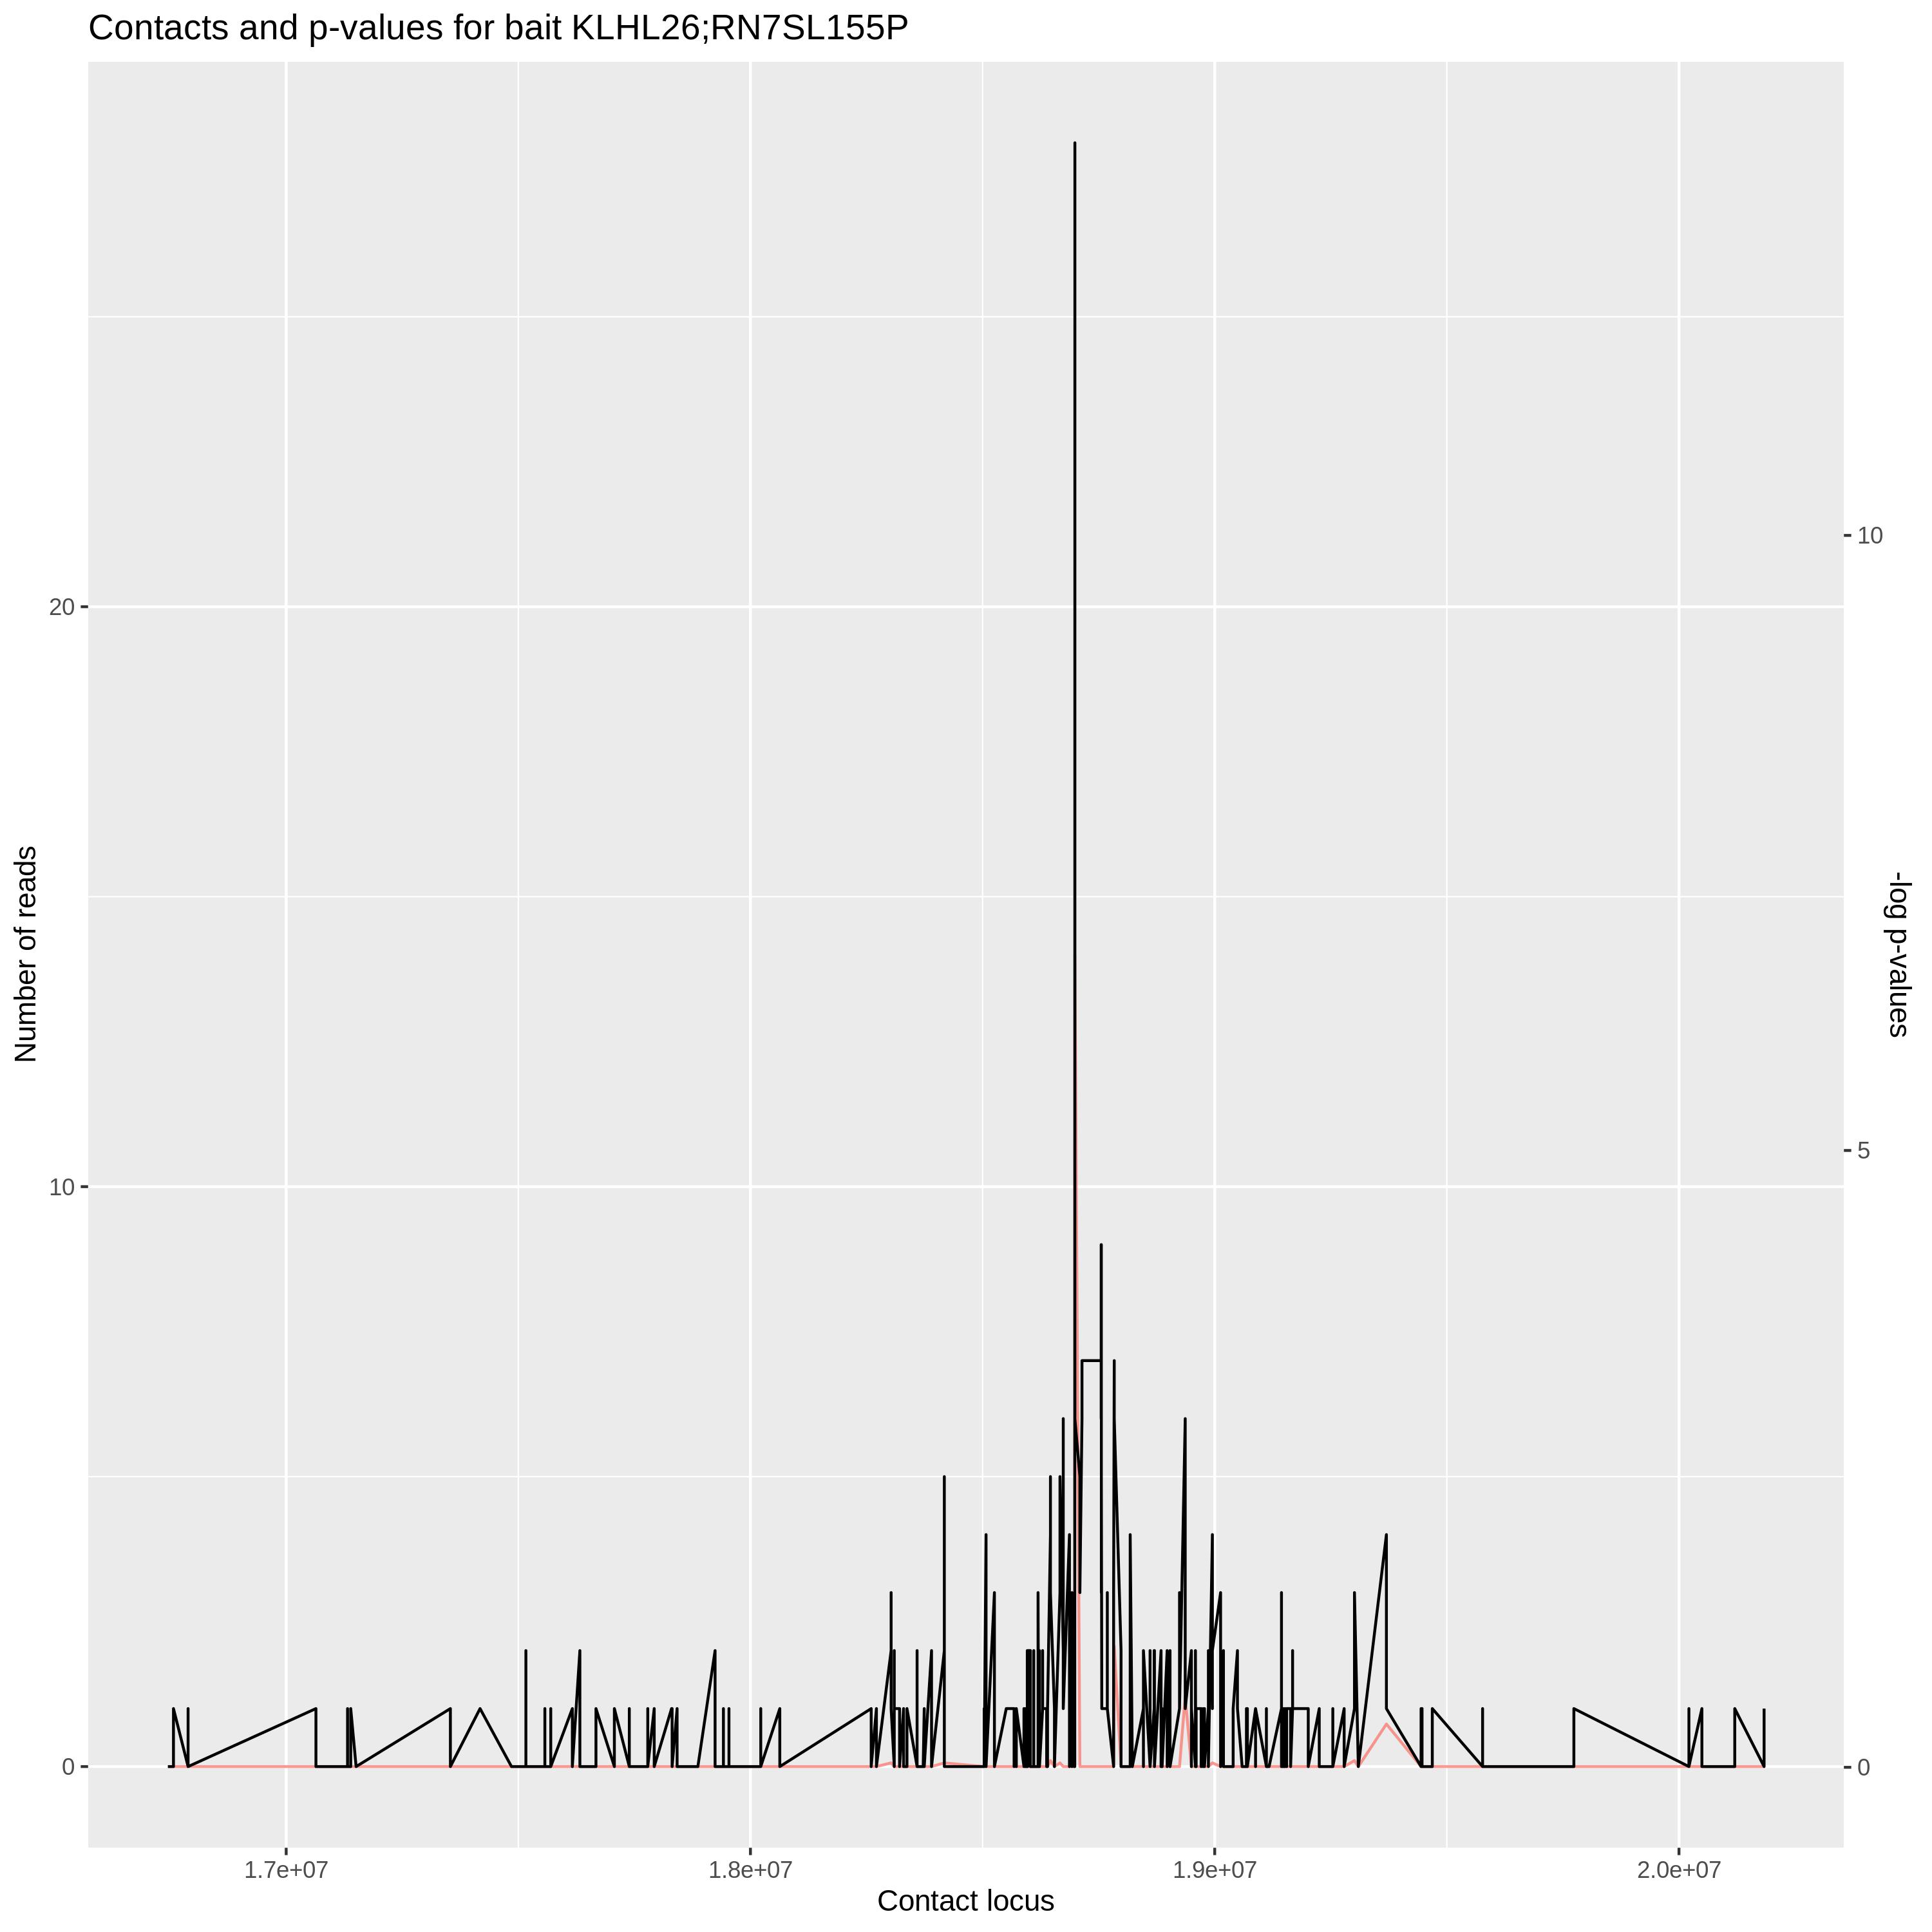 Contacts and p-values for bait KLHL26;RN7SL155P
Number of reads
20
10
0
10
5
0
-log p-values
1.7e+07 1.8e+07 1.9e+07 2.0e+07
Contact locus